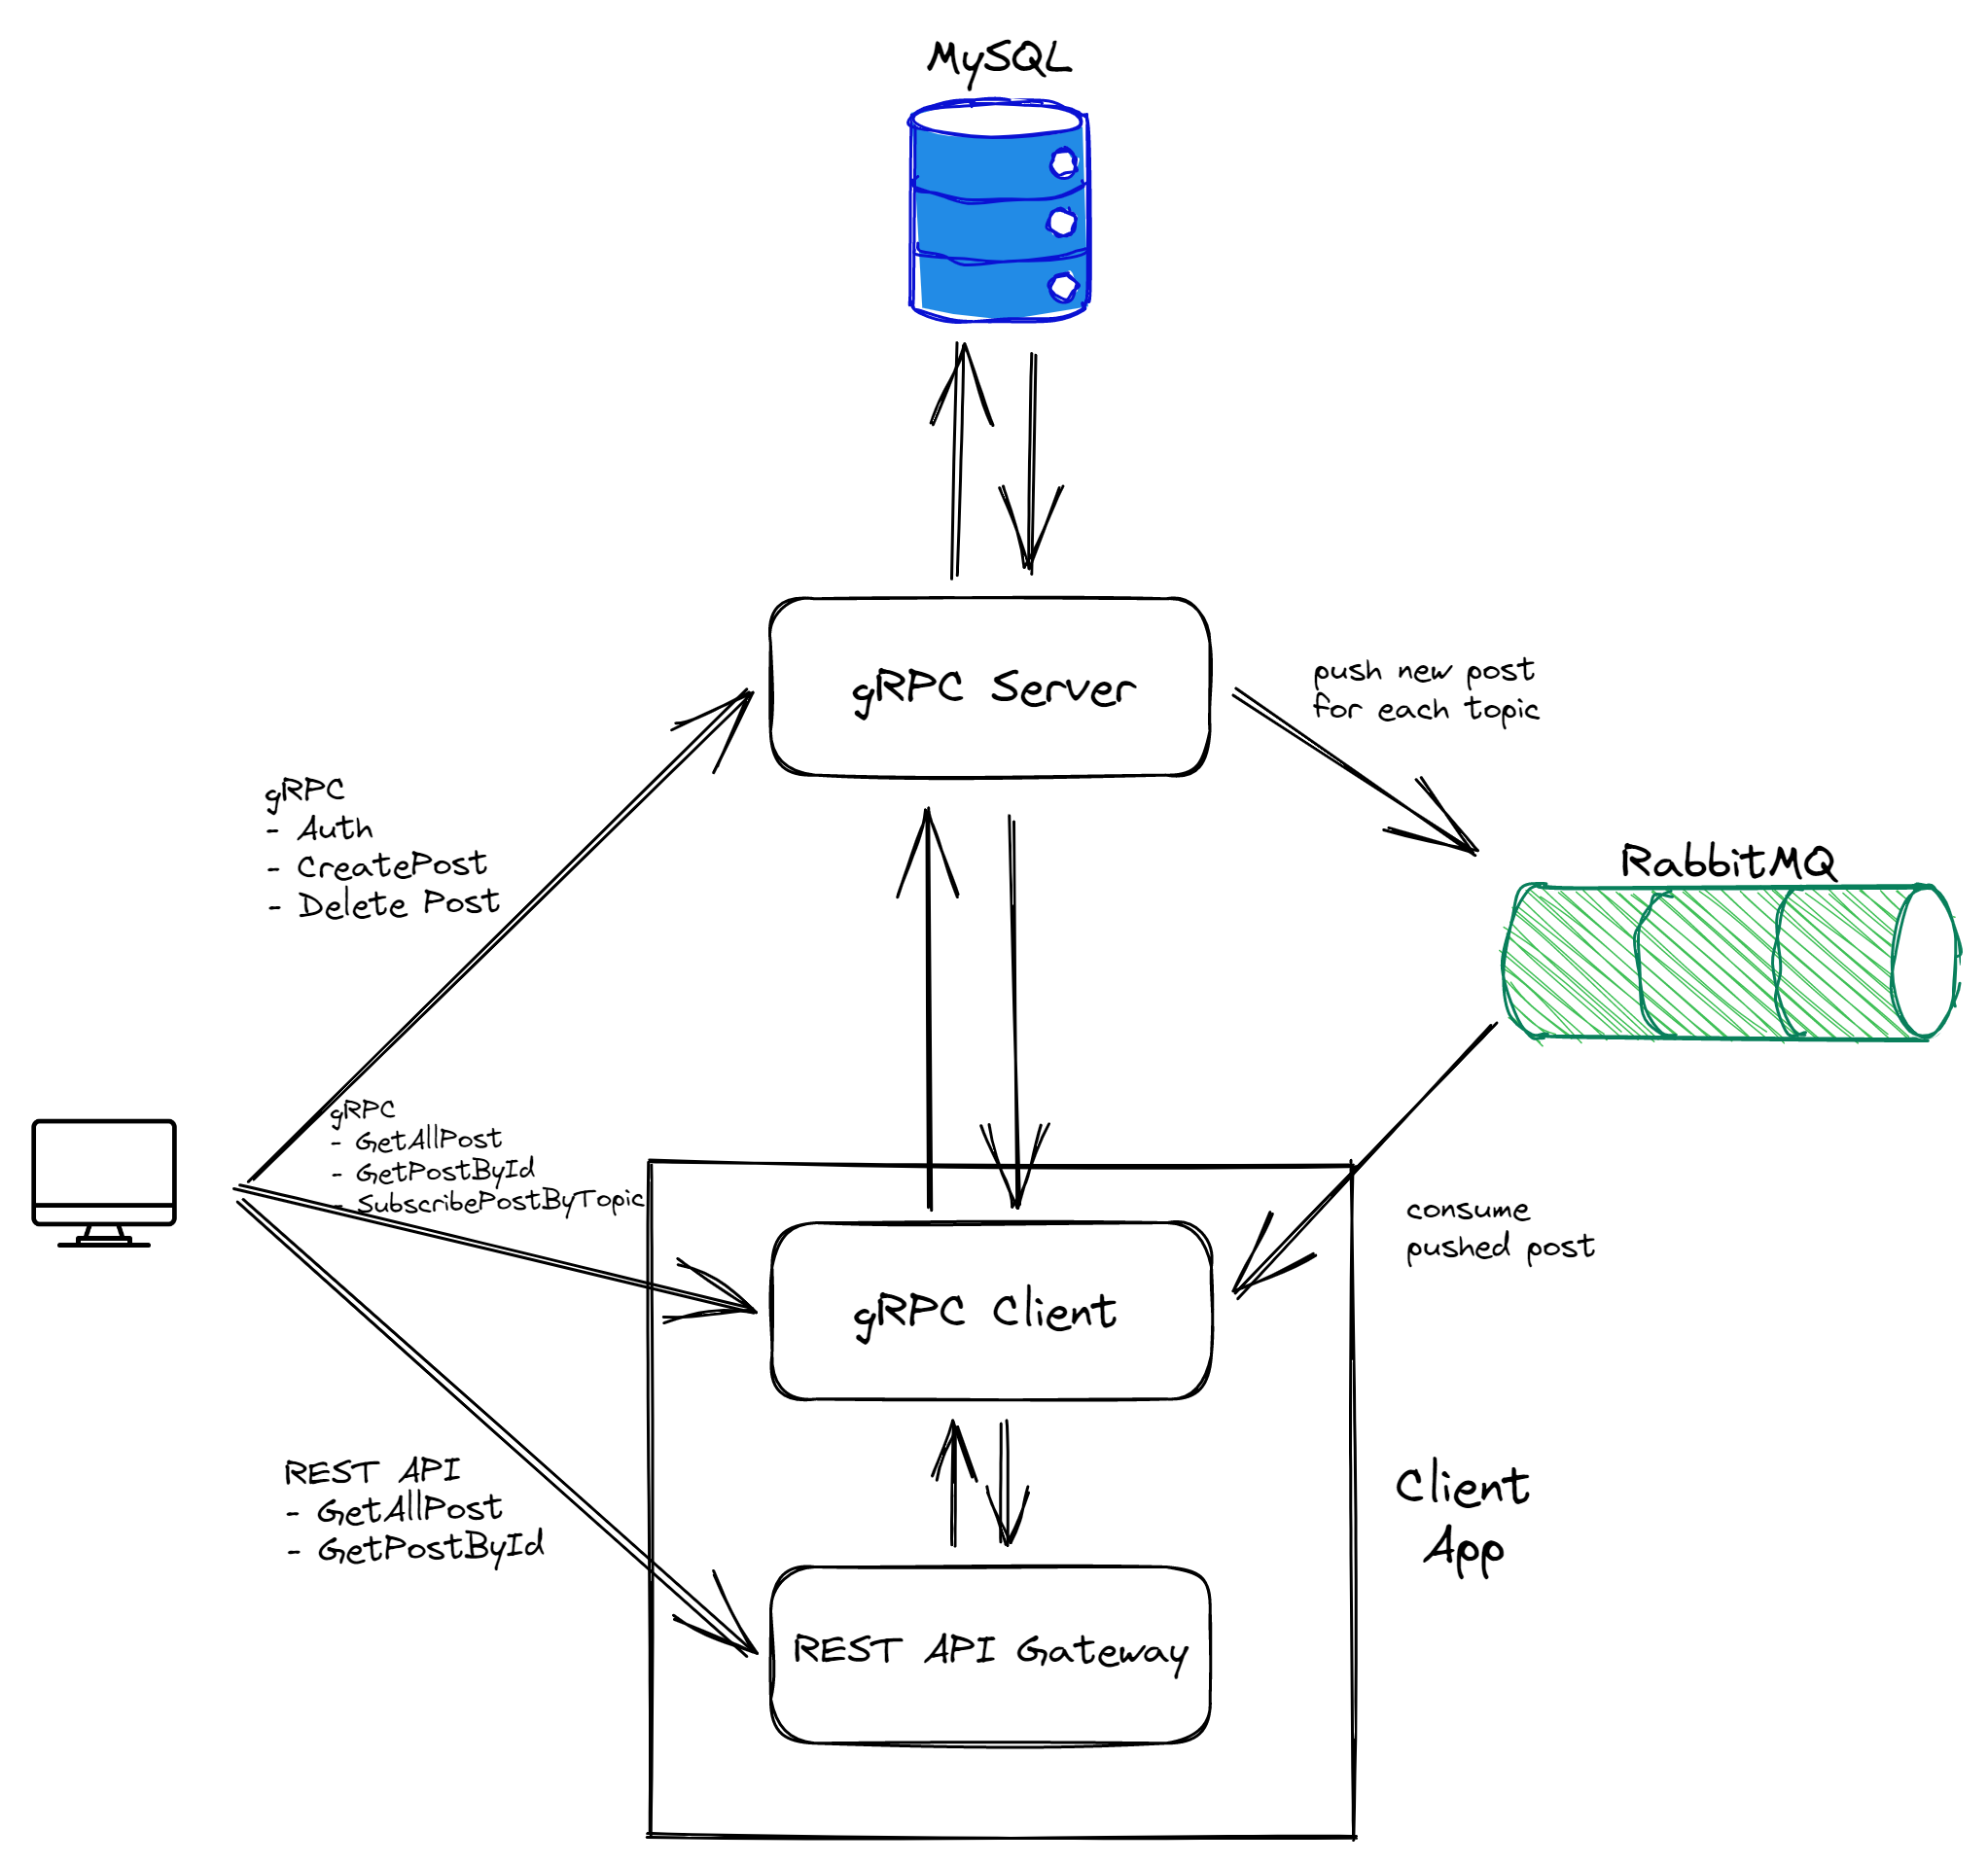 MySQL
gRPC Server
push new post
for each topic
gRPC
- Auth
- CreatePost
- Delete Post
RabbitMQ
gRPC
- GetAllPost
- GetPostById
- SubscribePostByTopic
consume
pushed post
gRPC Client
REST API
- GetAllPost
- GetPostById
Client
App
REST API Gateway